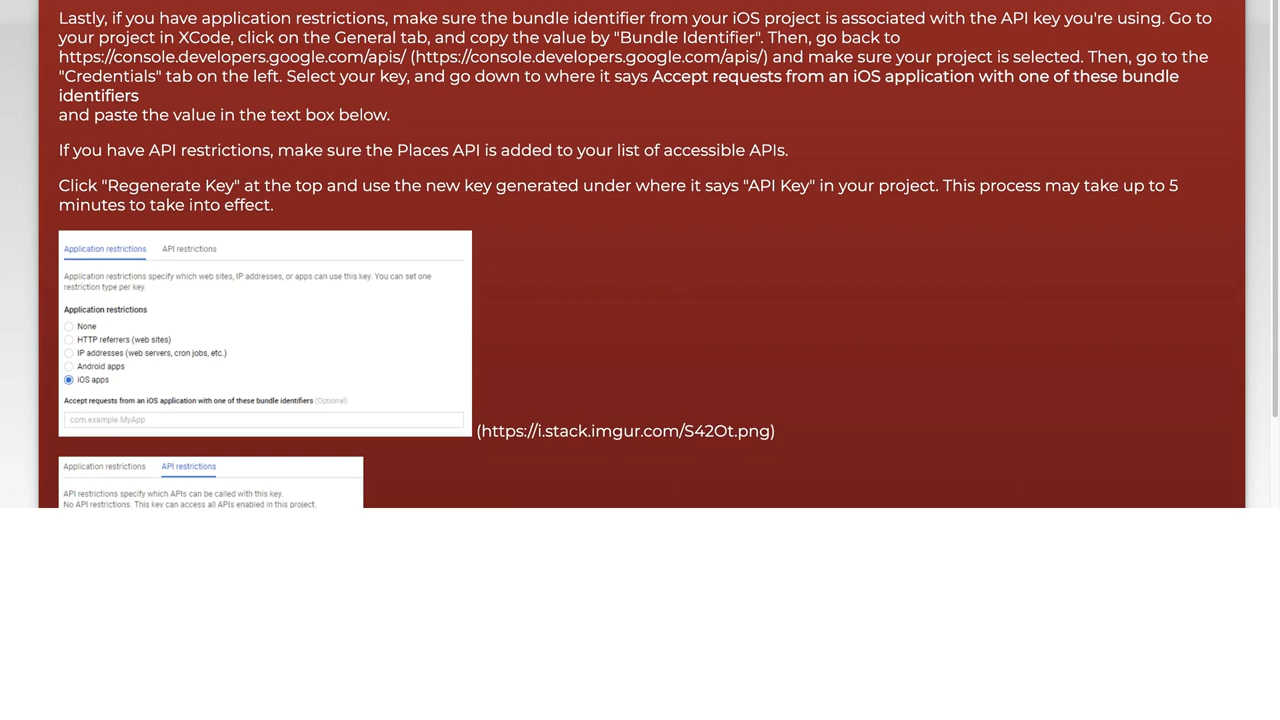 Lastly, if you have application restrictions, make sure the bundle identifier from your iOS project is associated with the API key you're using. Go to
your project in XCode, click on the General tab, and copy the value by "Bundle Identifier". Then, go back to
https://console.developers.google.com/apis/ (https://console.developers.google.com/apis/) and make sure your project is selected. Then, go to the
"Credentials" tab on the left. Select your key, and go down to where it says Accept requests from an iOS application with one of these bundle
identifiers
and paste the value in the text box below.
If you have API restrictions, make sure the Places API is added to your list of accessible APIs.
Click "Regenerate Key" at the top and use the new key generated under where it says "API Key" in your project. This process may take up to 5
minutes to take into effect.
Application restrictions API restrictions
Application restrictions specify which web sites, IP addresses, or apps can use this key. You can set one
restriction type per key.
Application restrictions
None
HTTP referrers (web sites)
IP addresses (web servers, cron jobs, etc.)
Android apps
iOS apps
Accept requests from an iOS application with one of these bundle identifiers (Optional)
com.example.MyApp
(https://i.stack.imgur.com/S42Ot.png)
Application restrictions API restrictions
API restrictions specify which APIs can be called with this key.
No API restrictions. This key can access all APIs enabled in this project.